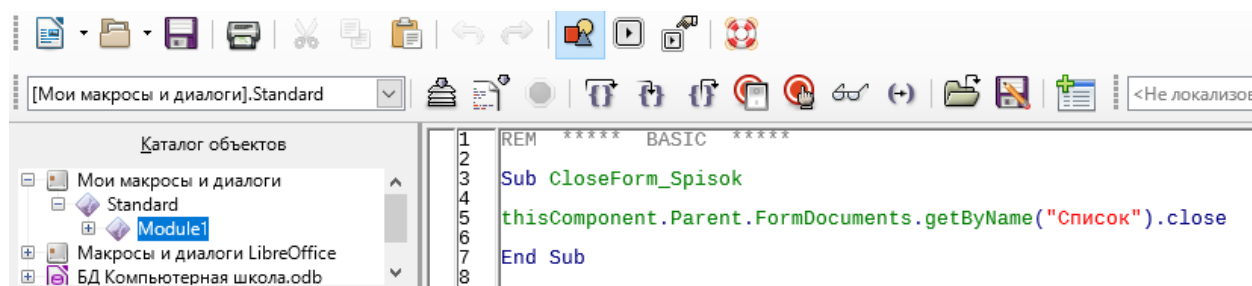 [Мои макросы и диалоги].Standard
<Не локализов
Каталог объектов
Мои макросы и диалоги
Standard
Module1
Макросы и диалоги LibreOffice
БД Компьютерная школа.odb
1 REM ***** BASIC *****
2
3 Sub CloseForm_Spisok
4
5 thisComponent.Parent.FormDocuments.getByName("Список").close
6
7 End Sub
8